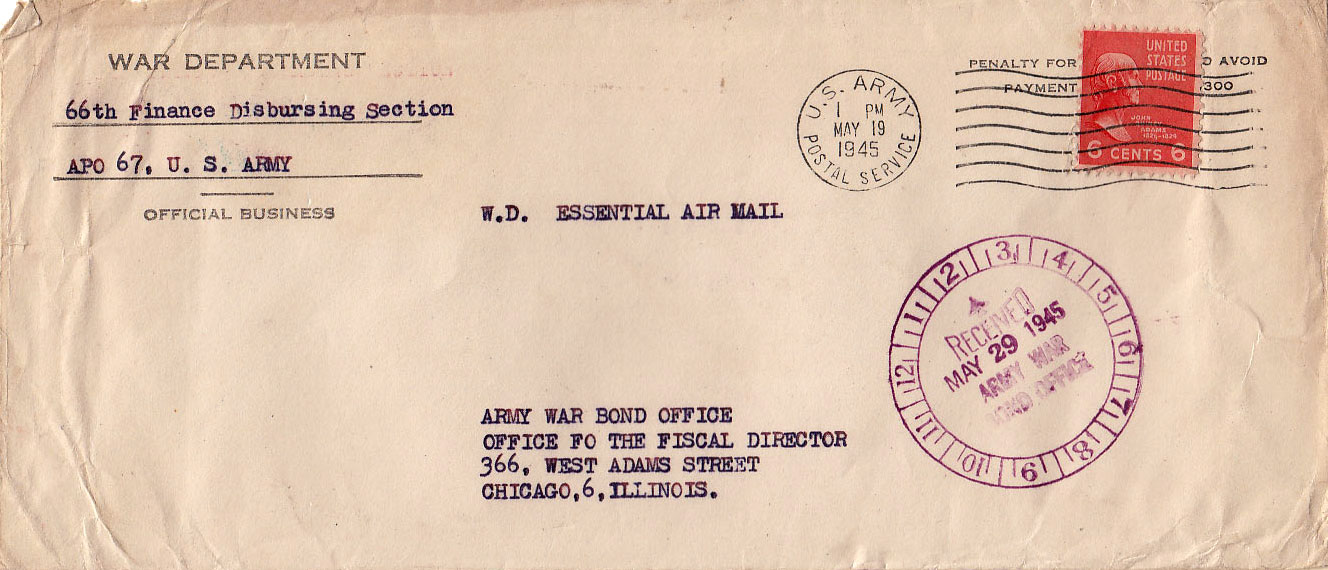 WAR DEPARTMENT
66th Finance Disbursing Section
APO 67, U. S. ARMY
OFFICIAL BUSINESS
U.S. ARMY
1 PM
MAY 19
1945
POSTAL SERVICE
PENALTY FOR O AVOID
PAYMENT 300
UNITED
STATES
POSTAGE
JOHN
ADAMS
6 CENTS 6
W.D. ESSENTIAL AIR MAIL
1 2 3 4 5 6 7 8 9 10 11 12
RECEIVED
MAY 29 1945
ARMY WAR
OND OFFICE
ARMY WAR BOND OFFICE
OFFICE FO THE FISCAL DIRECTOR
366, WEST ADAMS STREET
CHICAGO,6,ILLINOIS.